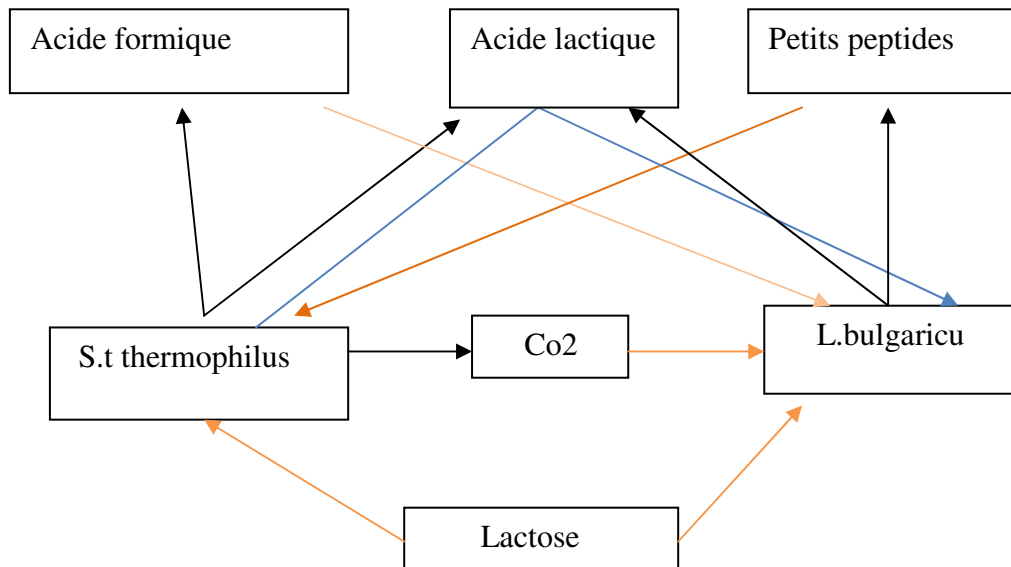 Acide formique
Acide lactique
Petits peptides
S.t thermophilus
Co2
L.bulgaricu
Lactose